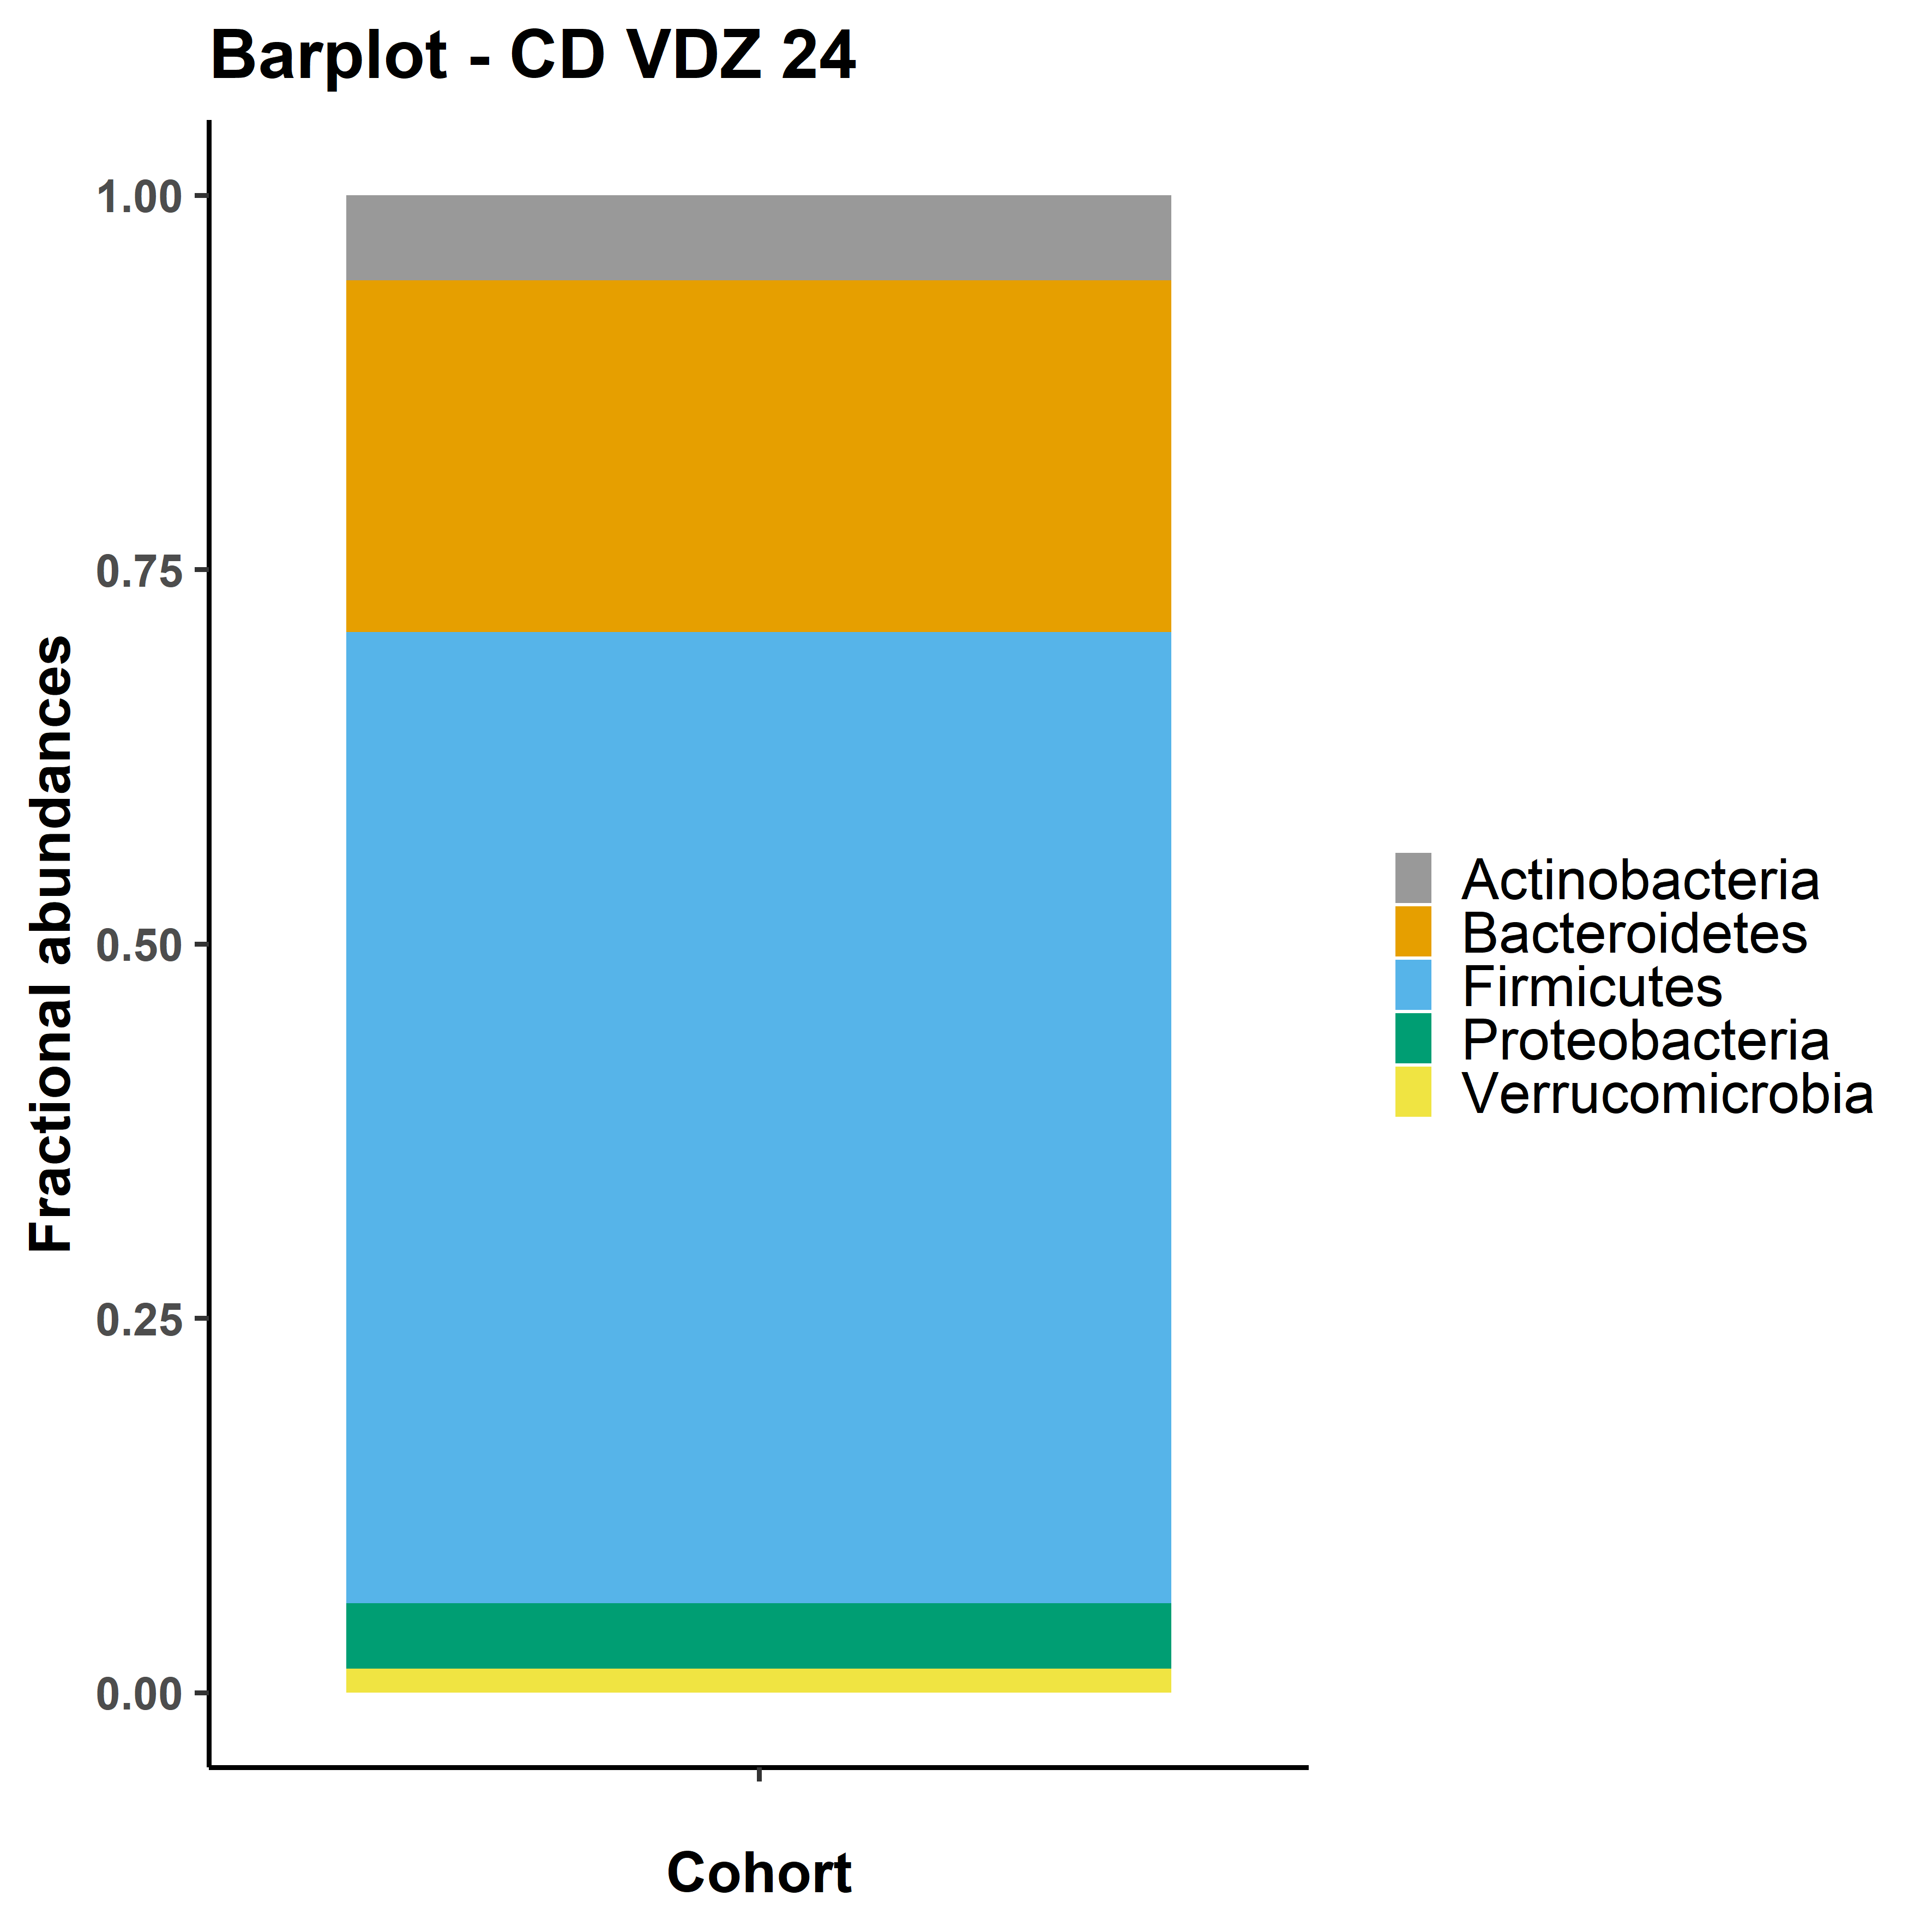 Barplot - CD VDZ 24
Fractional abundances
1.00
0.75
0.50
0.25
0.00
Cohort
Actinobacteria
Bacteroidetes
Firmicutes
Proteobacteria
Verrucomicrobia